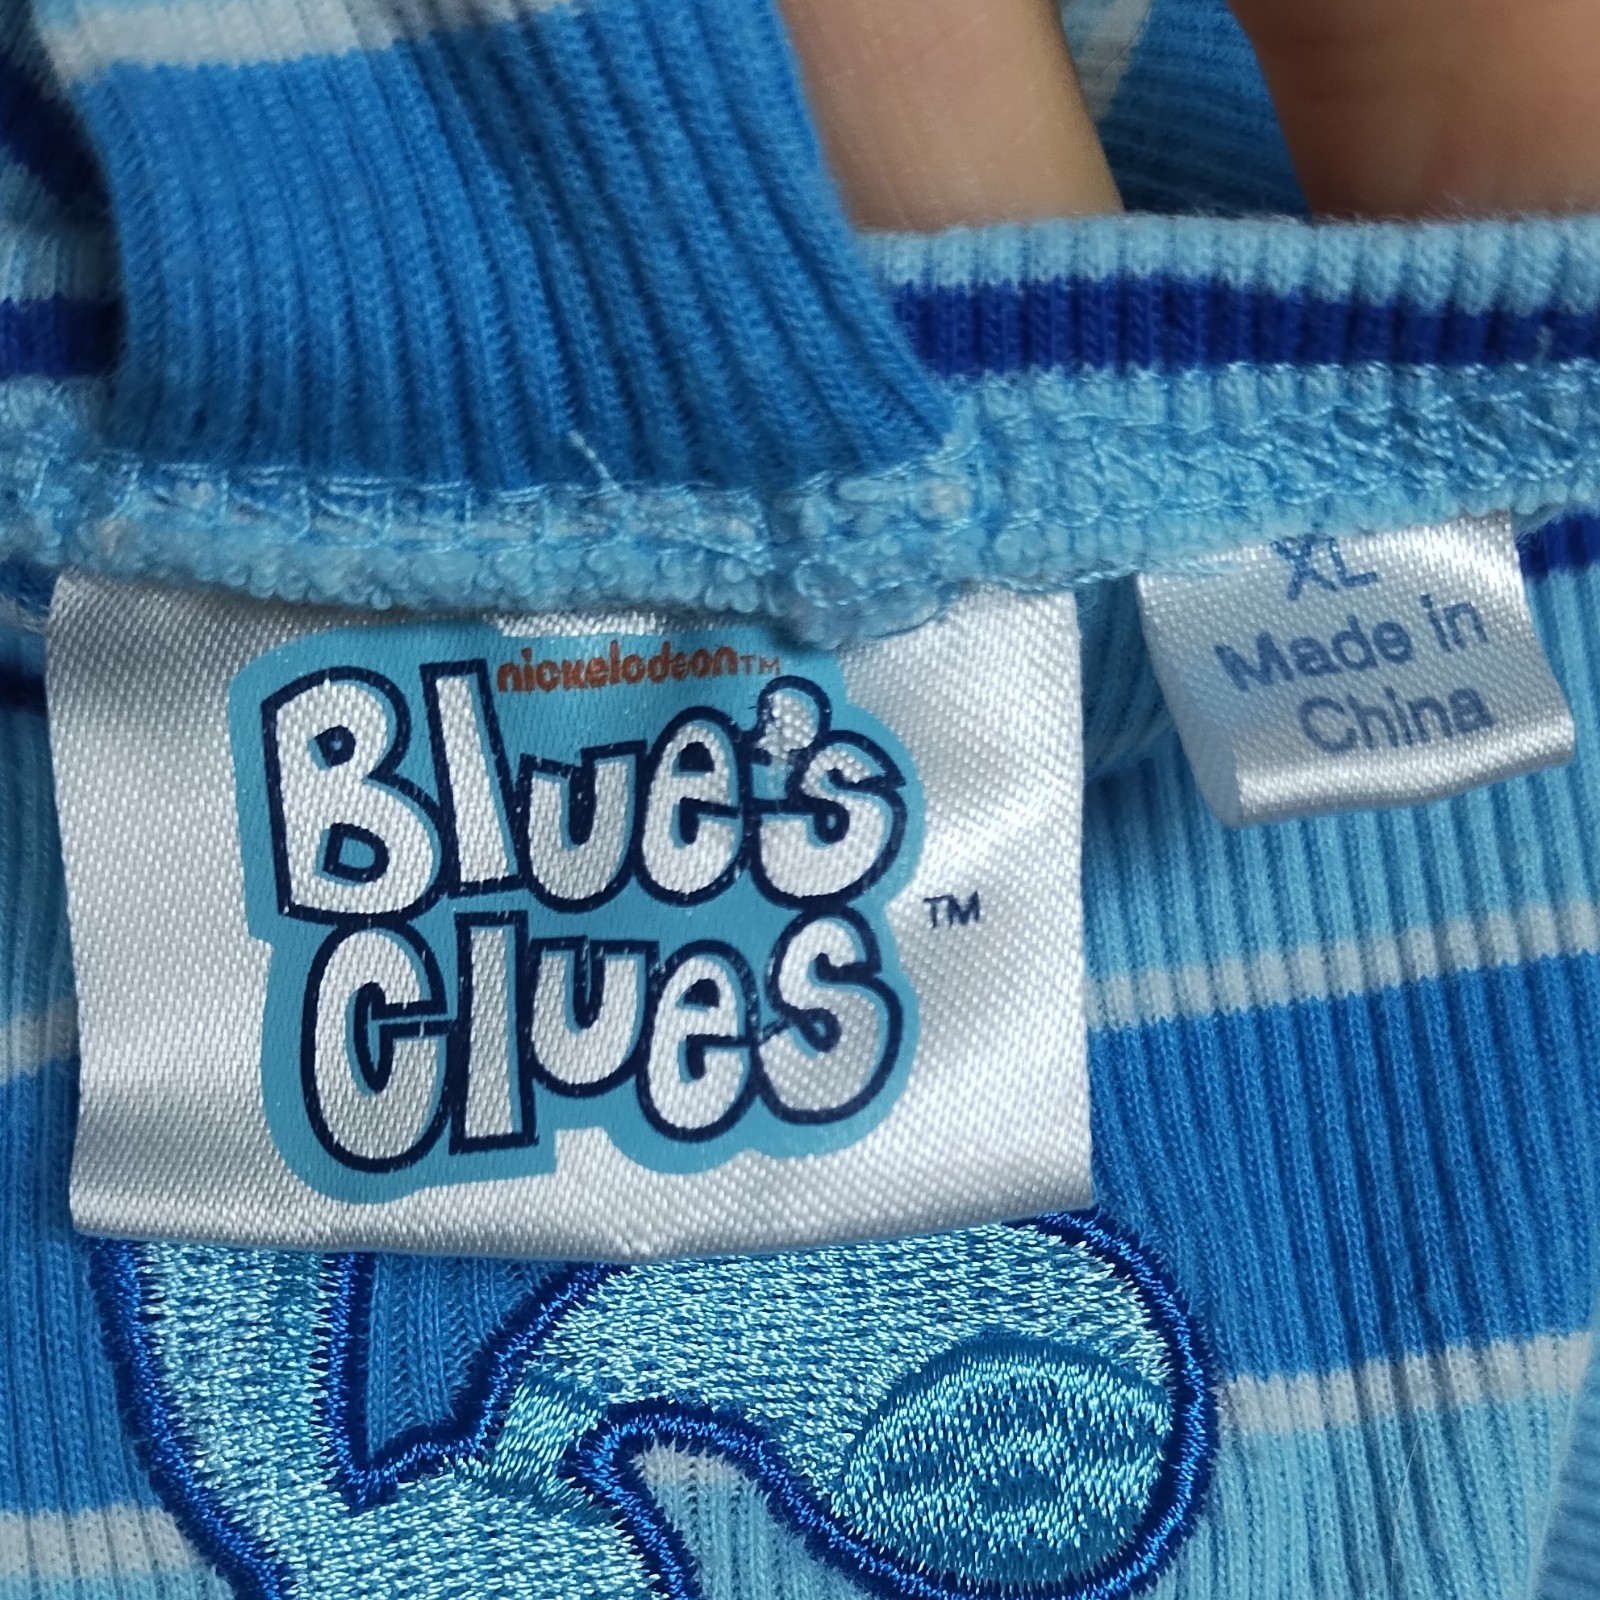 nickelodeon™
Blue's
Clues
™
XL
Made in
China